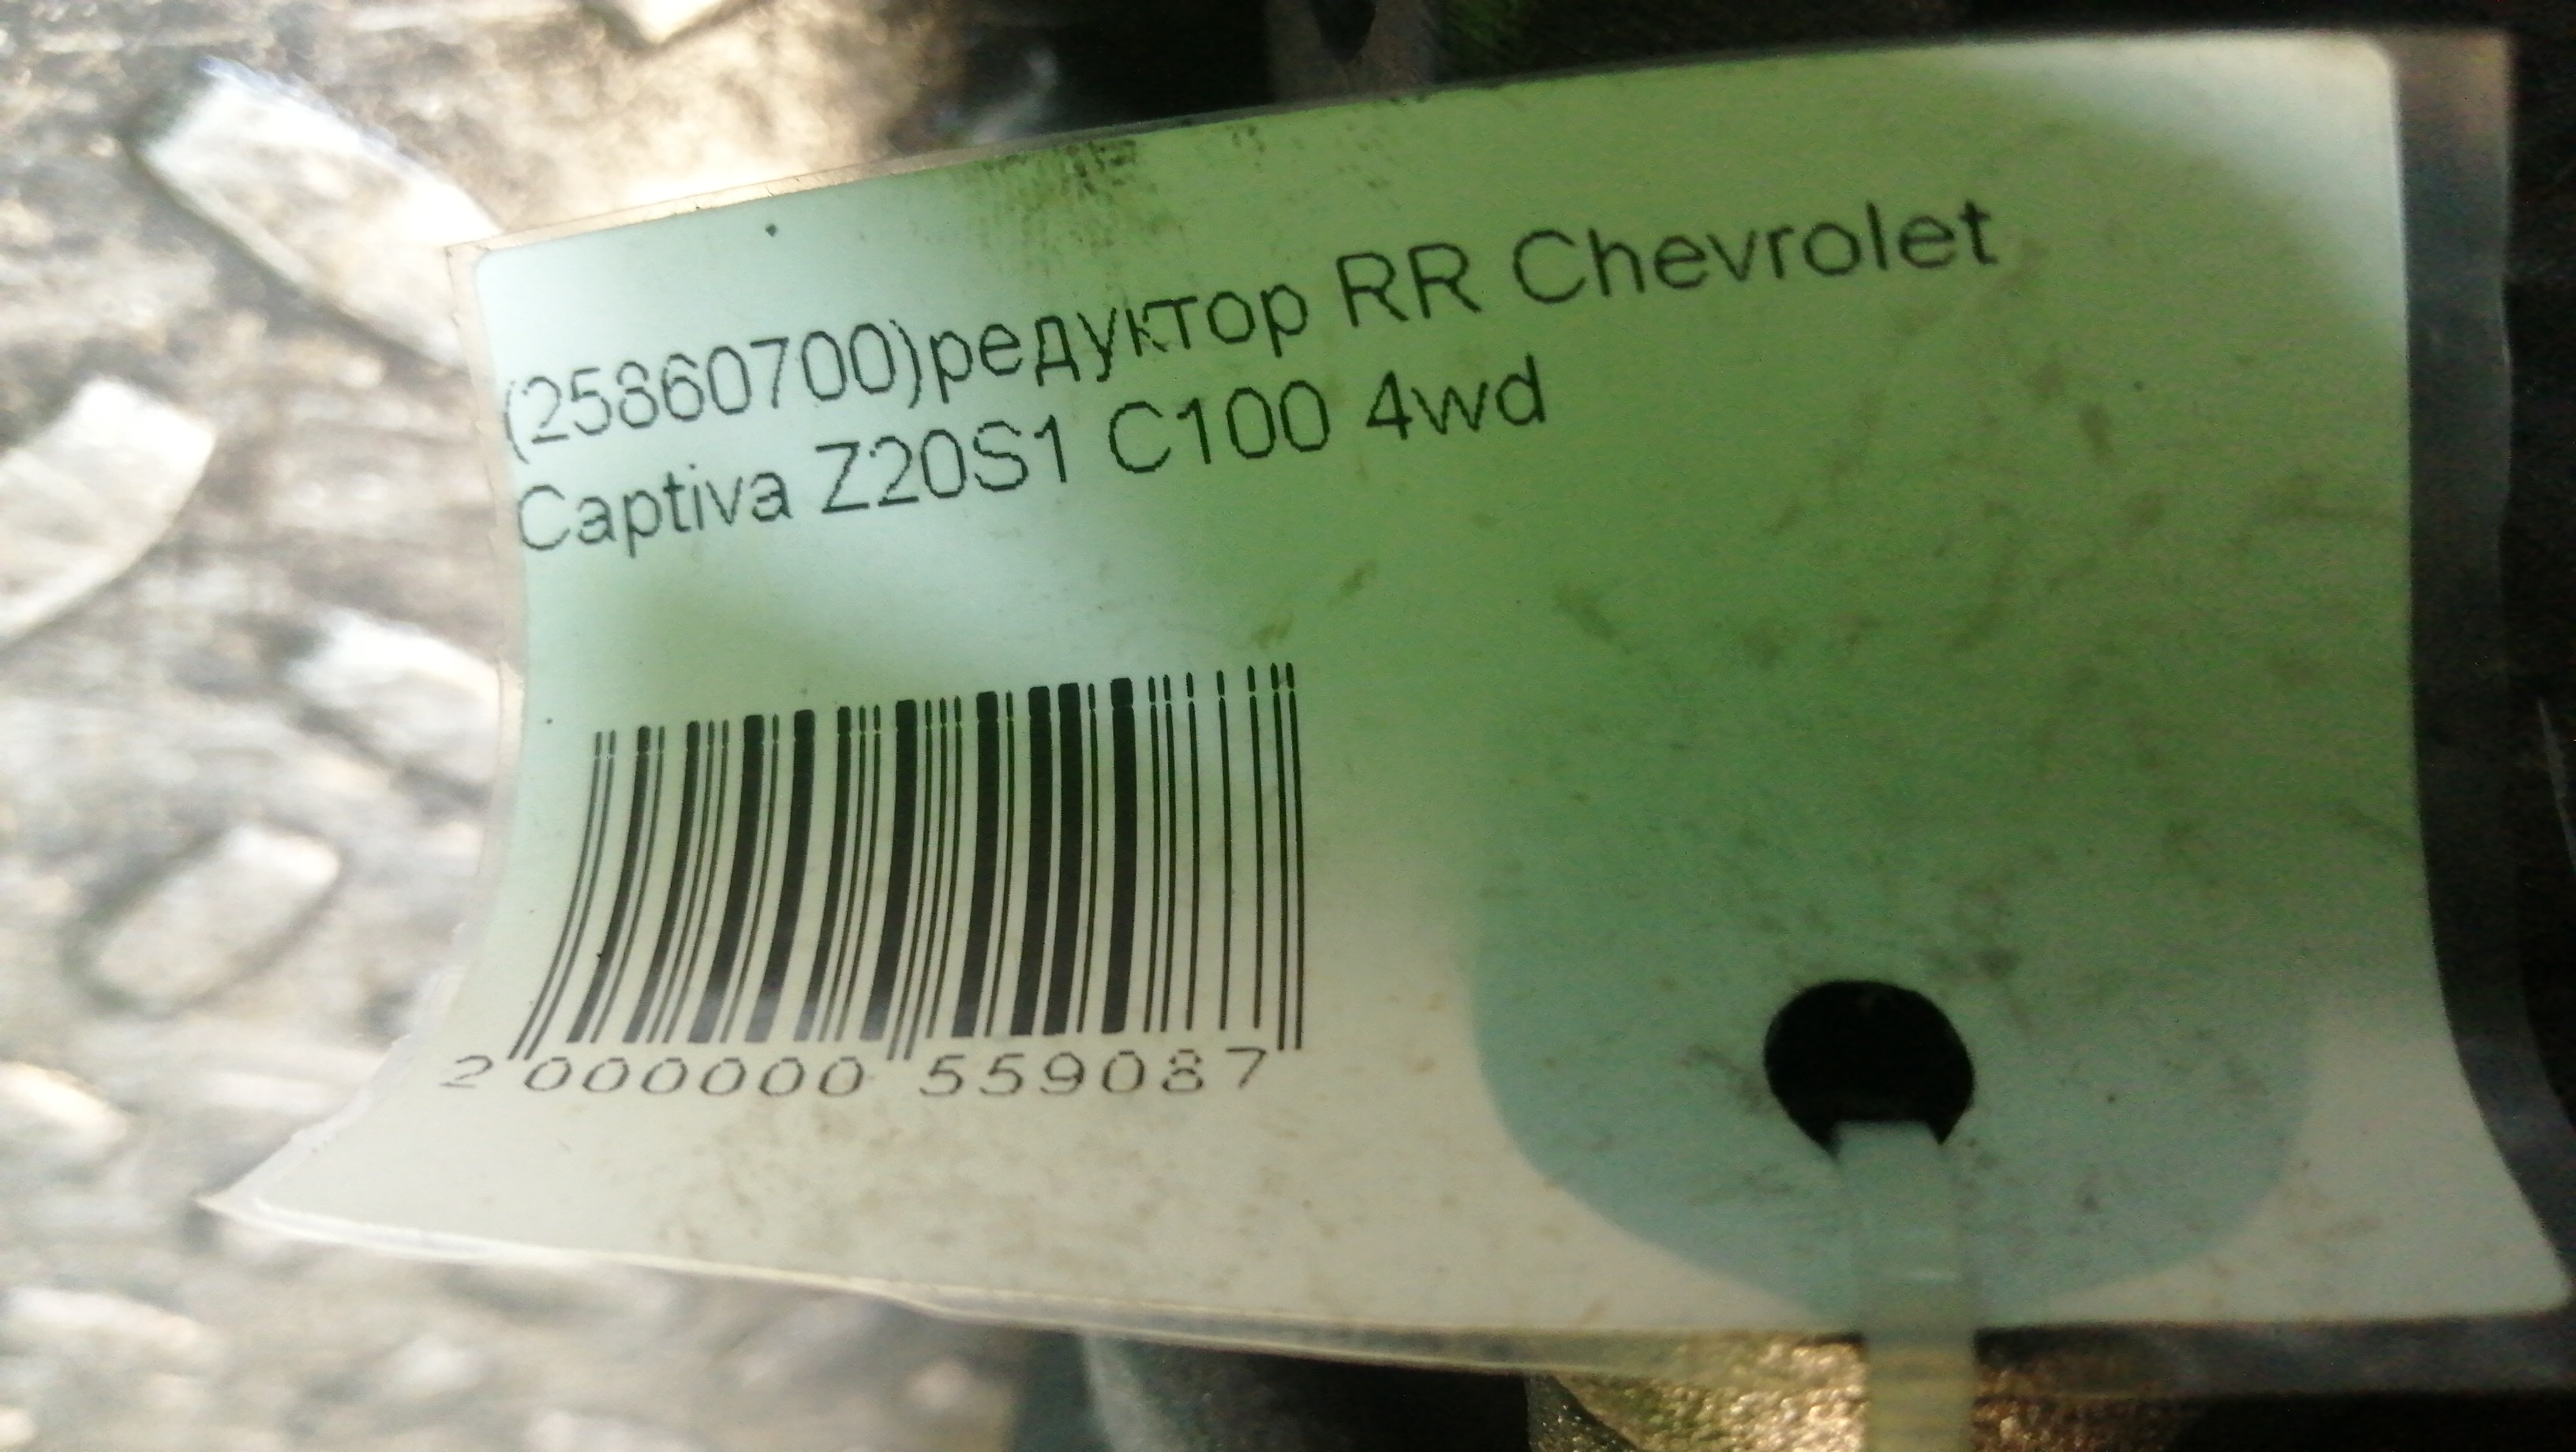 (25860700)редуктор RR Chevrolet
Captiva Z20S1 C100 4wd
2 000000 559087